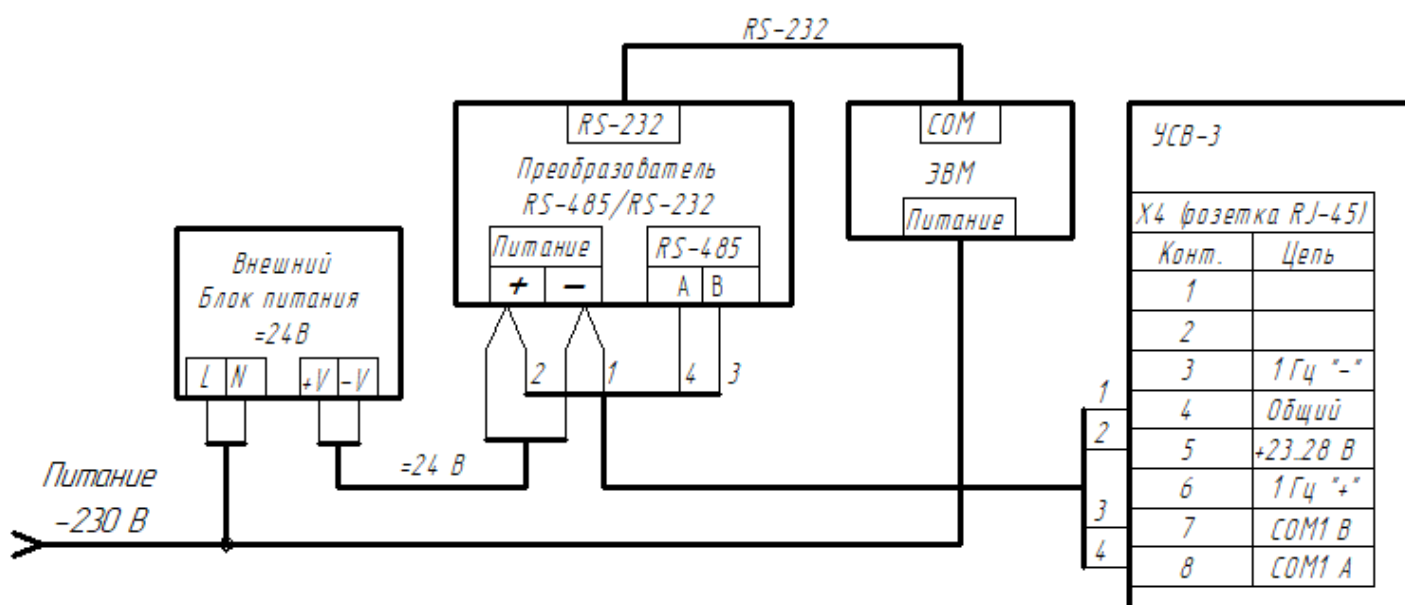 RS-232
RS-232
Преобразователь
RS-485/RS-232
Питание
+ −
RS-485
A B
COM
ЭВМ
Питание
Внешний
Блок питания
=24В
L N +V -V
2 1 4 3
=24 В
Питание
~230 В
УСВ-3
X4 (розетка RJ-45)
Конт. Цепь
1
2
3 1 Гц "-"
4 Общий
5 +23..28 В
6 1 Гц "+"
7 COM1 B
8 COM1 A
1
2
3
4